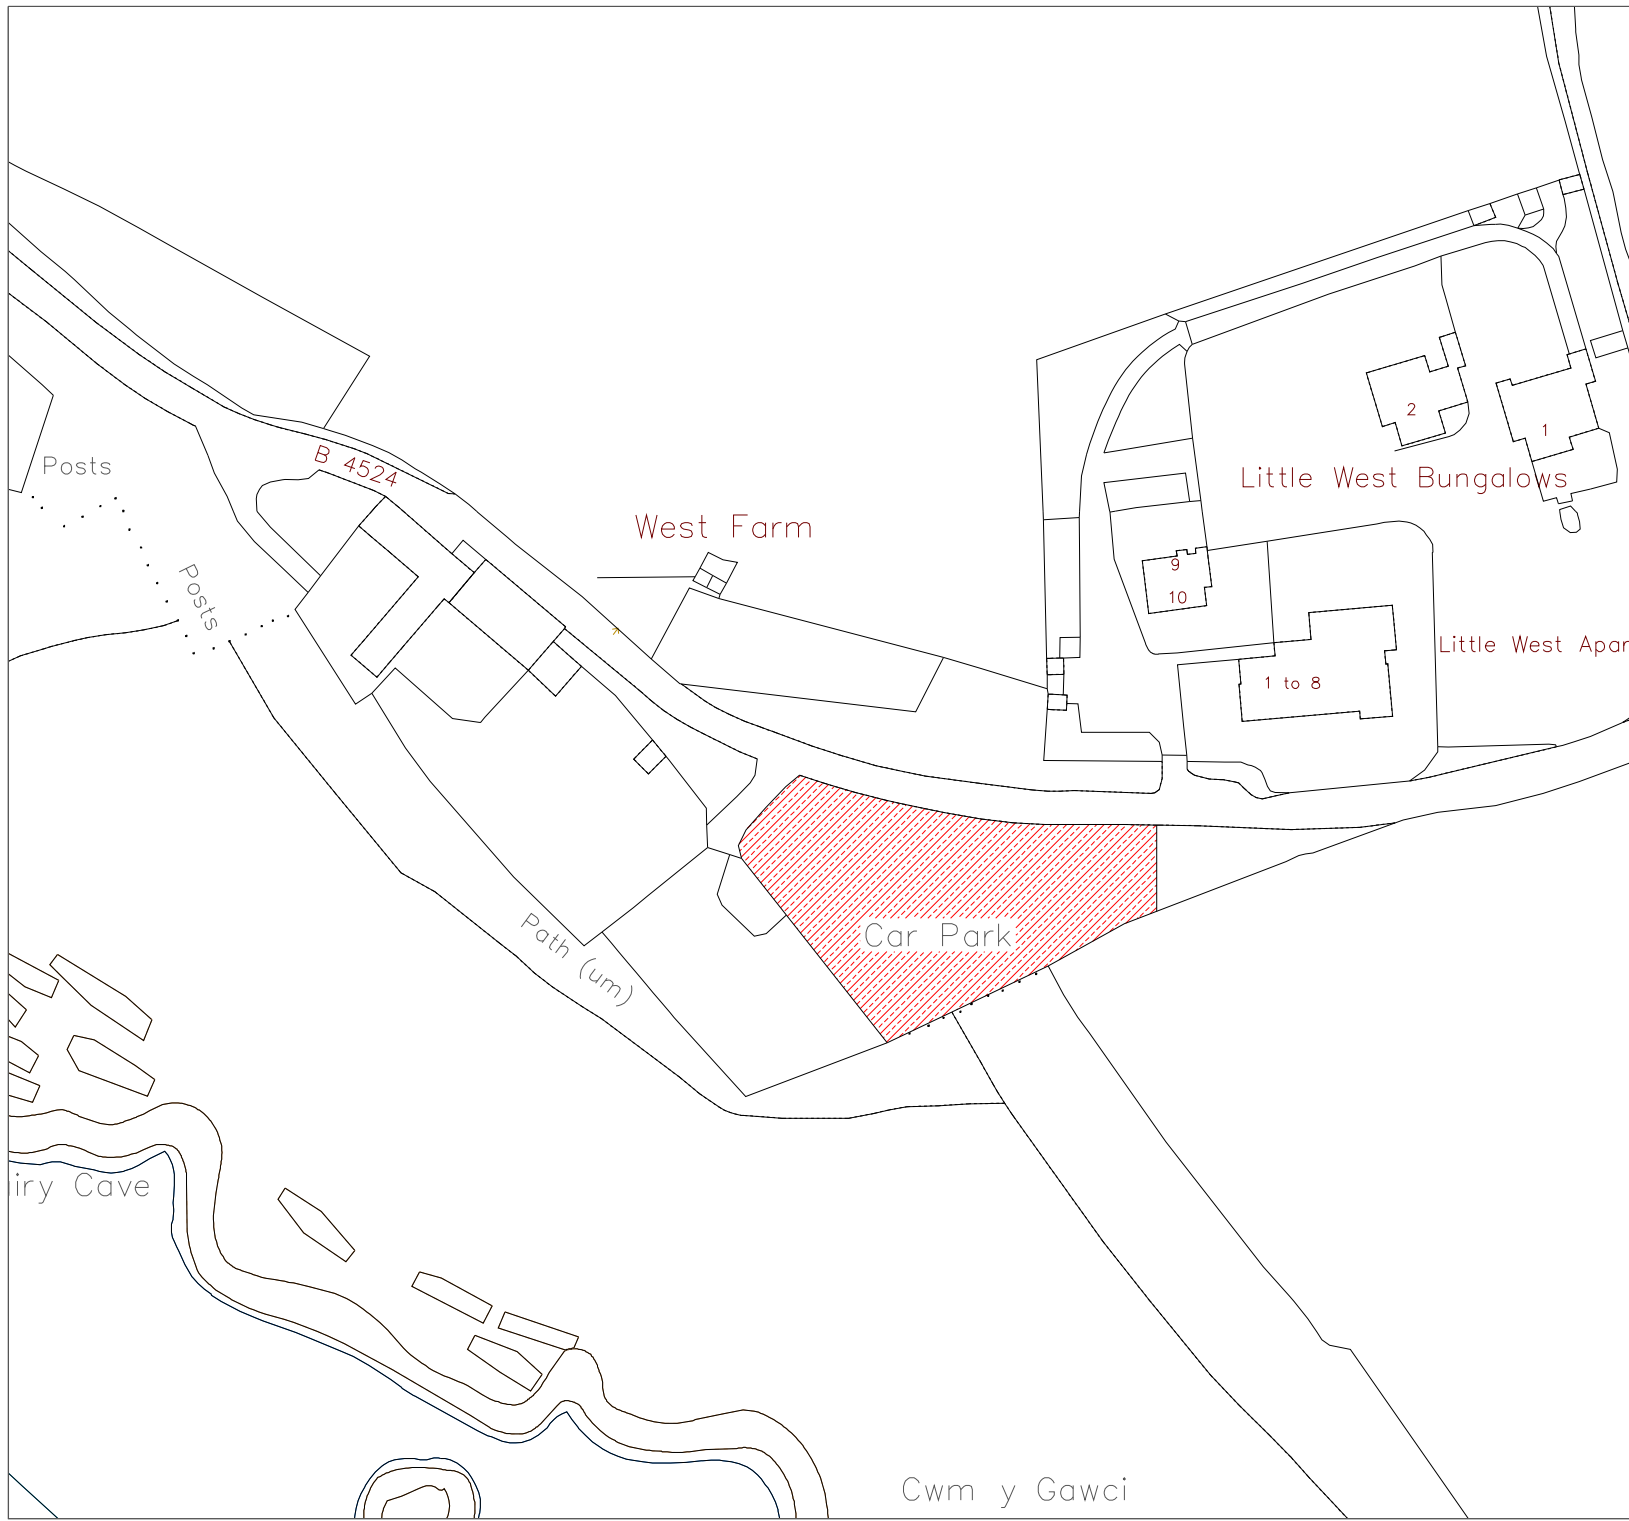 B 4524
Posts
Little West Bungalows
2
1
West Farm
9
10
Posts
Little West Apar
1 to 8
Car Park
Path (um)
iry Cave
Cwm y Gawci